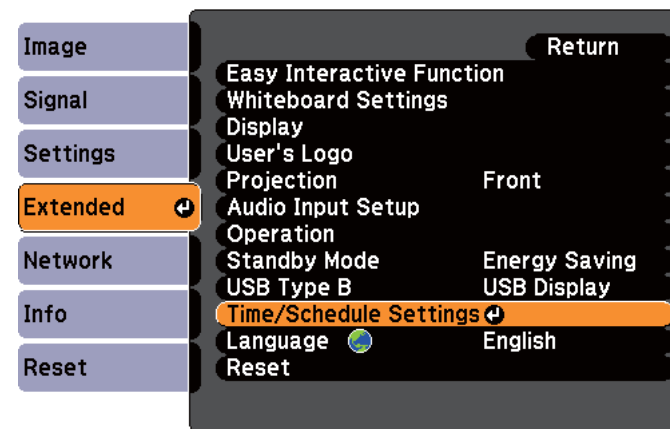 Image
Signal
Settings
Extended
Network
Info
Reset
Return
Easy Interactive Function
Whiteboard Settings
Display
User's Logo
Projection Front
Audio Input Setup
Operation
Standby Mode Energy Saving
USB Type B USB Display
Time/Schedule Settings
Language English
Reset